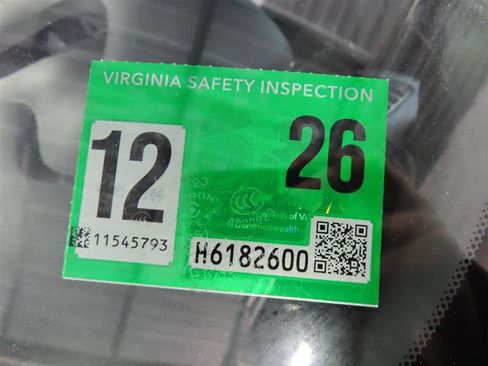 VIRGINIA SAFETY INSPECTION
12 26
11545793
H6182600